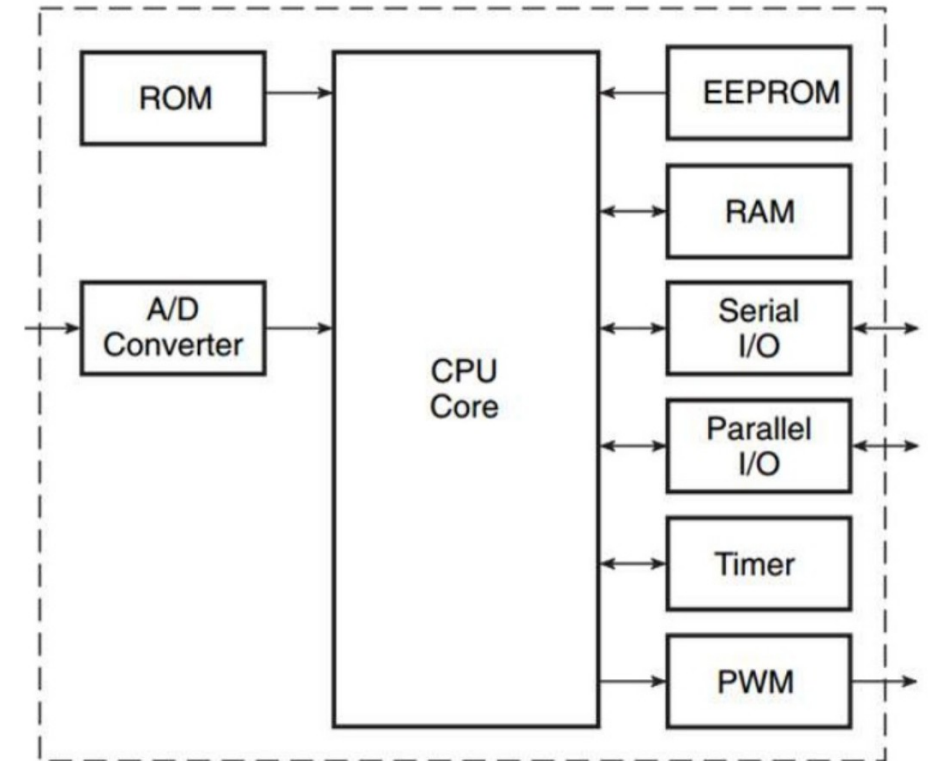 ROM
A/D
Converter
CPU
Core
EEPROM
RAM
Serial
I/O
Parallel
I/O
Timer
PWM